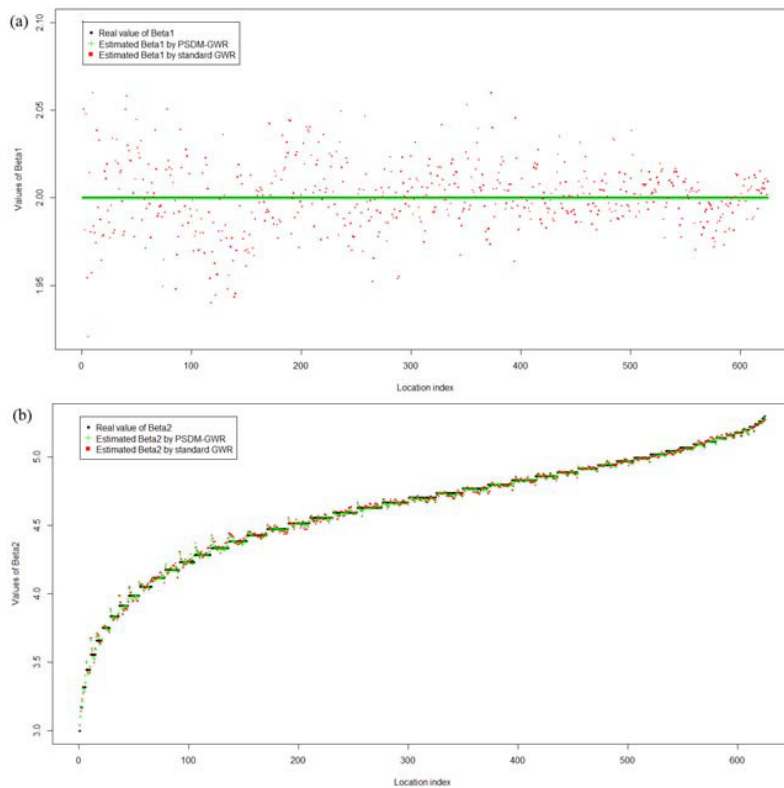 (a)
Real value of Beta1
Estimated Beta1 by PSDM-GWR
Estimated Beta1 by standard GWR
Values of Beta1
2.10
2.05
2.00
1.95
0 100 200 300 400 500 600
Location index
(b)
Real value of Beta2
Estimated Beta2 by PSDM-GWR
Estimated Beta2 by standard GWR
Values of Beta2
5.0
4.5
4.0
3.5
3.0
0 100 200 300 400 500 600
Location index